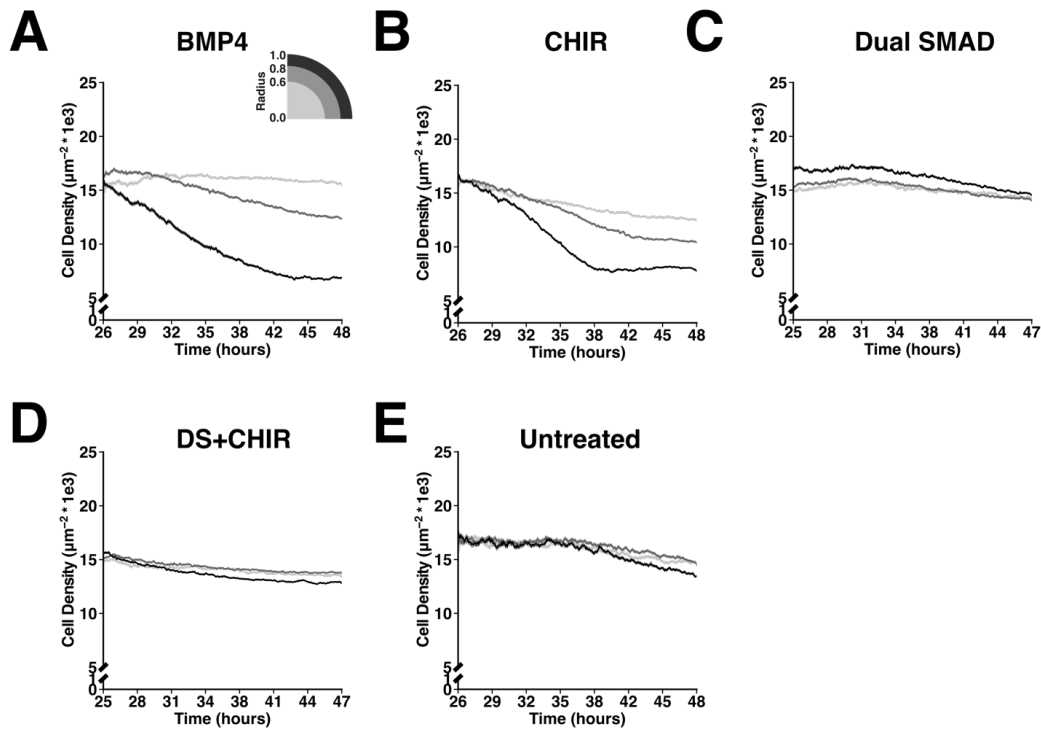 A
BMP4
1.0
0.8
0.6
0.0
Radius
25
20
15
10
5
1
0
Cell Density (µm⁻² * 1e3)
26 29 32 35 38 41 45 48
Time (hours)
B
CHIR
25
20
15
10
5
1
0
Cell Density (µm⁻² * 1e3)
26 29 32 35 38 42 45 48
Time (hours)
C
Dual SMAD
25
20
15
10
5
1
0
Cell Density (µm⁻² * 1e3)
25 28 31 34 38 41 44 47
Time (hours)
D
DS+CHIR
25
20
15
10
5
1
0
Cell Density (µm⁻² * 1e3)
25 28 31 34 38 41 44 47
Time (hours)
E
Untreated
25
20
15
10
5
1
0
Cell Density (µm⁻² * 1e3)
26 29 32 35 38 42 45 48
Time (hours)